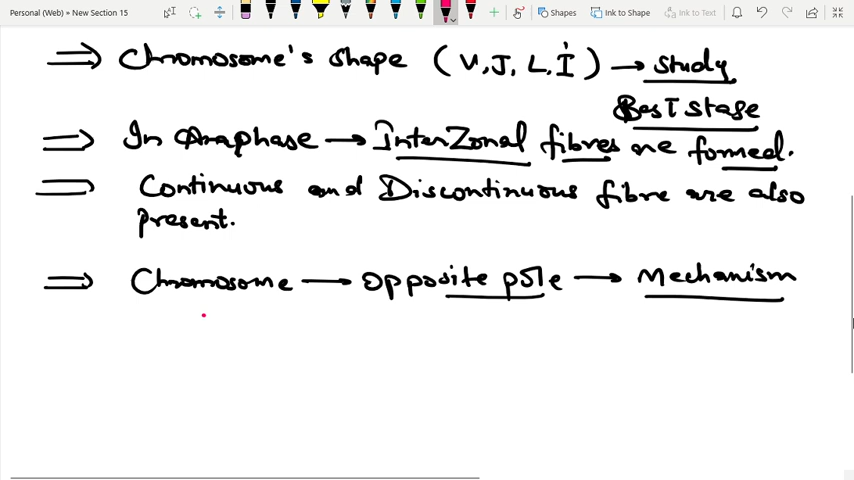 Personal (Web) » New Section 15
Shapes
Ink to Shape
Ink to Text
⇒ Chromosome's shape (V, J, L, I) → study
Best stage
⇒ In Anaphase → InterZonal fibres are formed.
⇒ Continuous and Discontinuous fibre are also
present.
⇒ Chromosome → opposite pole → Mechanism